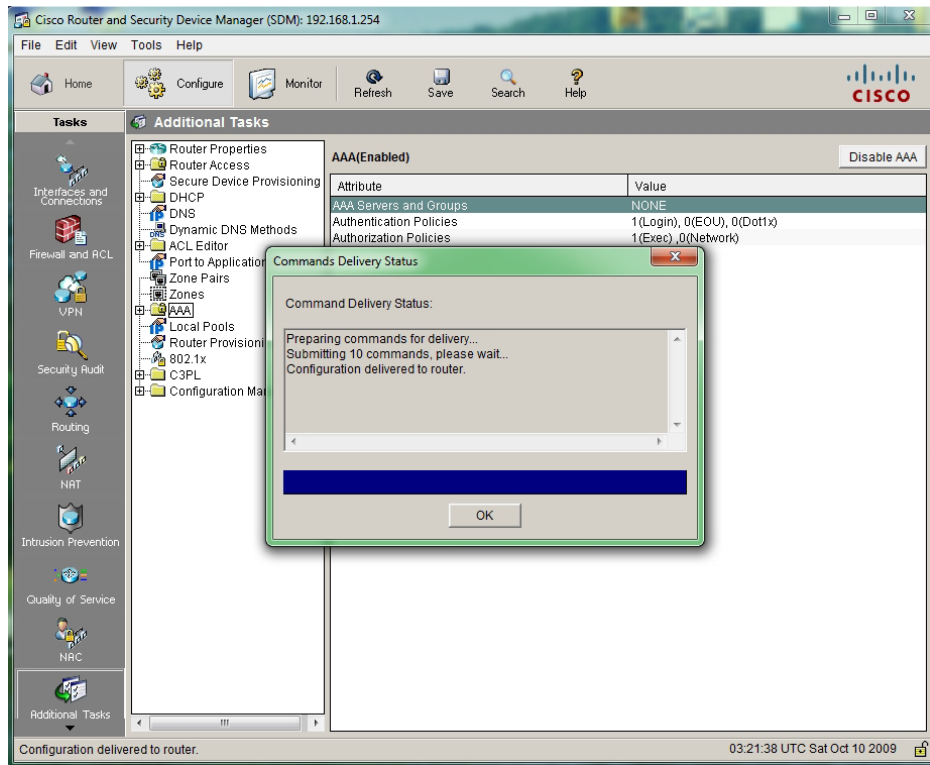 Cisco Router and Security Device Manager (SDM): 192.168.1.254
File Edit View Tools Help
Home Configure Monitor Refresh Save Search Help
CISCO
Tasks
Additional Tasks
Interfaces and Connections
Firewall and ACL
VPN
Security Audit
Routing
NAT
Intrusion Prevention
Quality of Service
NAC
Additional Tasks
Router Properties
Router Access
Secure Device Provisioning
DHCP
DNS
DNS
Dynamic DNS Methods
ACL Editor
Port to Application
Zone Pairs
Zones
AAA
Local Pools
Router Provisioni
802.1x
C3PL
Configuration Ma
AAA(Enabled)
Disable AAA
Attribute Value
AAA Servers and Groups NONE
Authentication Policies 1(Login), 0(EOU), 0(Dot1x)
Authorization Policies 1(Exec) ,0(Network)
Commands Delivery Status
Command Delivery Status:
Preparing commands for delivery...
Submitting 10 commands, please wait...
Configuration delivered to router.
OK
Configuration delivered to router.
03:21:38 UTC Sat Oct 10 2009